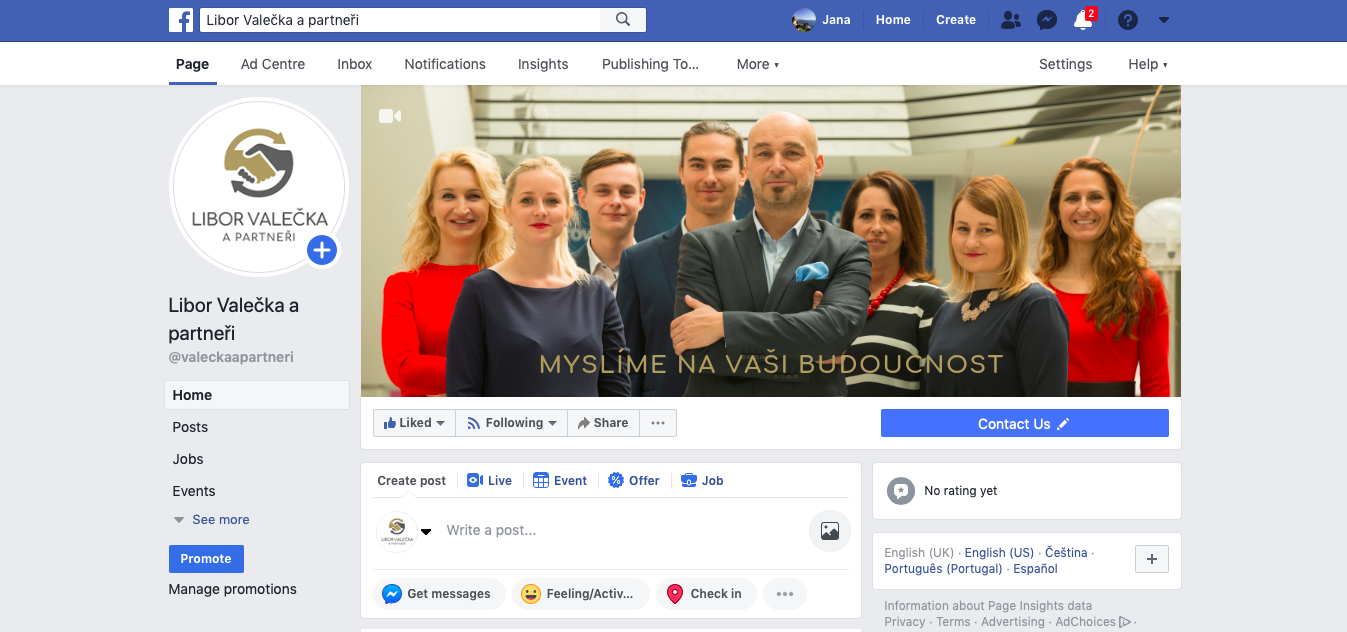 Libor Valečka a partneři
Jana
Home
Create
2
Page
Ad Centre
Inbox
Notifications
Insights
Publishing To...
More
Settings
Help
LIBOR VALEČKA
A PARTNEŘI
Libor Valečka a
partneři
@valeckaapartneri
Home
Posts
Jobs
Events
See more
Promote
Manage promotions
MYSLÍME NA VAŠI BUDOUCNOST
Liked
Following
Share
Contact Us
Create post
Live
Event
Offer
Job
LIBOR VALEČKA
Write a post...
Get messages
Feeling/Activ...
Check in
No rating yet
English (UK) · English (US) · Čeština ·
Português (Portugal) · Español
Information about Page Insights data
Privacy · Terms · Advertising · AdChoices ·